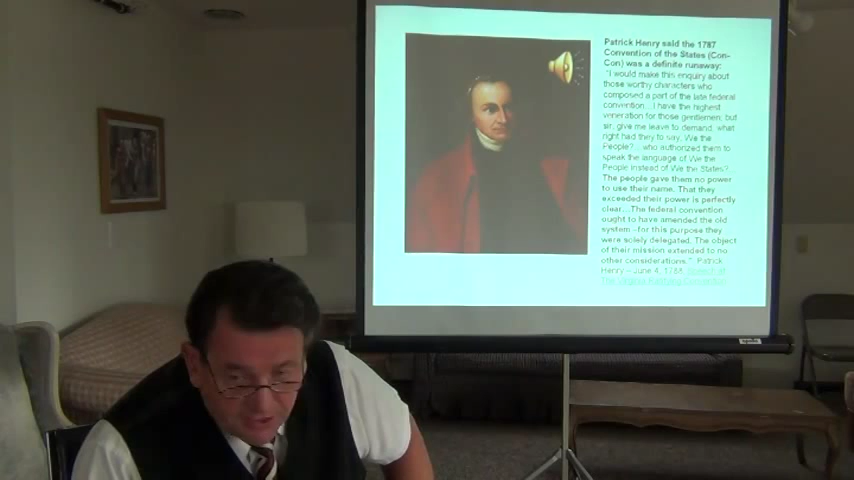 Patrick Henry said the 1787
Convention of the States (Con-
Con) was a definite runaway:
"I would make this enquiry about
those worthy characters who
composed a part of the late federal
convention...I have the highest
veneration for those gentlemen; but
sir, give me leave to demand, what
right had they to say, We the
People?... who authorized them to
speak the language of We the
People instead of We the States?
The people gave them no power
to use their name. That they
exceeded their power is perfectly
clear...The federal convention
ought to have amended the old
system --for this purpose they
were solely delegated. The object
of their mission extended to no
other considerations." Patrick
Henry – June 4, 1788, Speech at
The Virginia Ratifying Convention